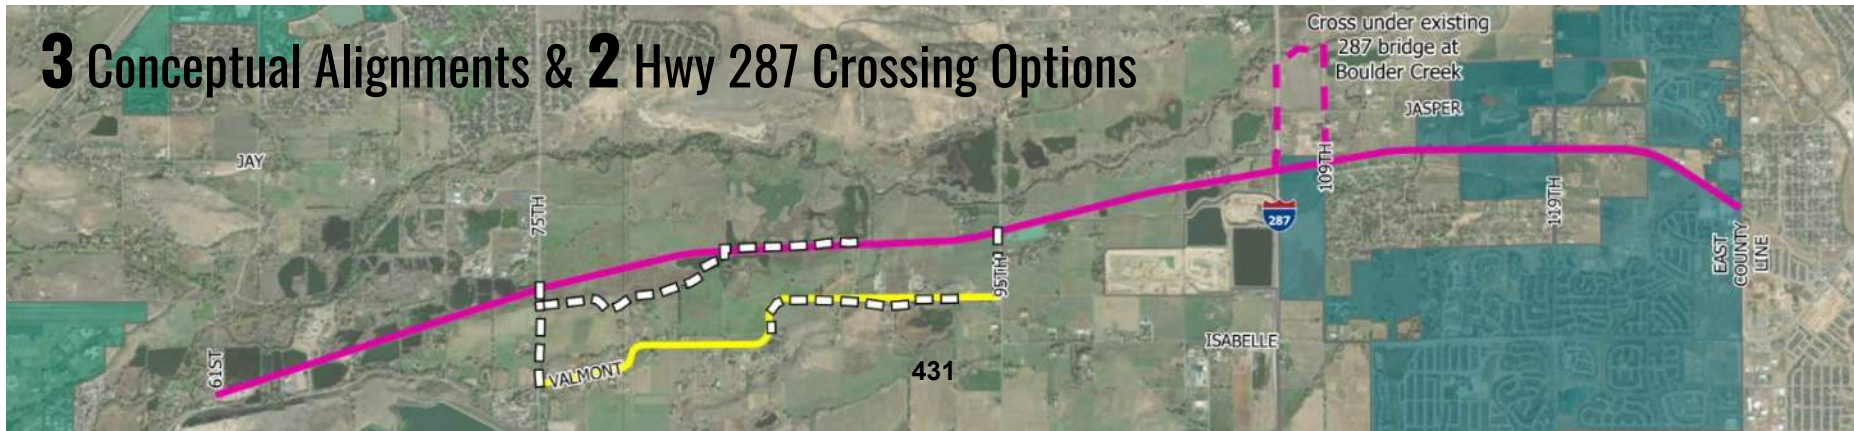 3 Conceptual Alignments & 2 Hwy 287 Crossing Options
Cross under existing
287 bridge at
Boulder Creek
JASPER
JAY
75TH
109TH
119TH
287
EAST
COUNTY
LINE
95TH
61ST
VALMONT
ISABELLE
431